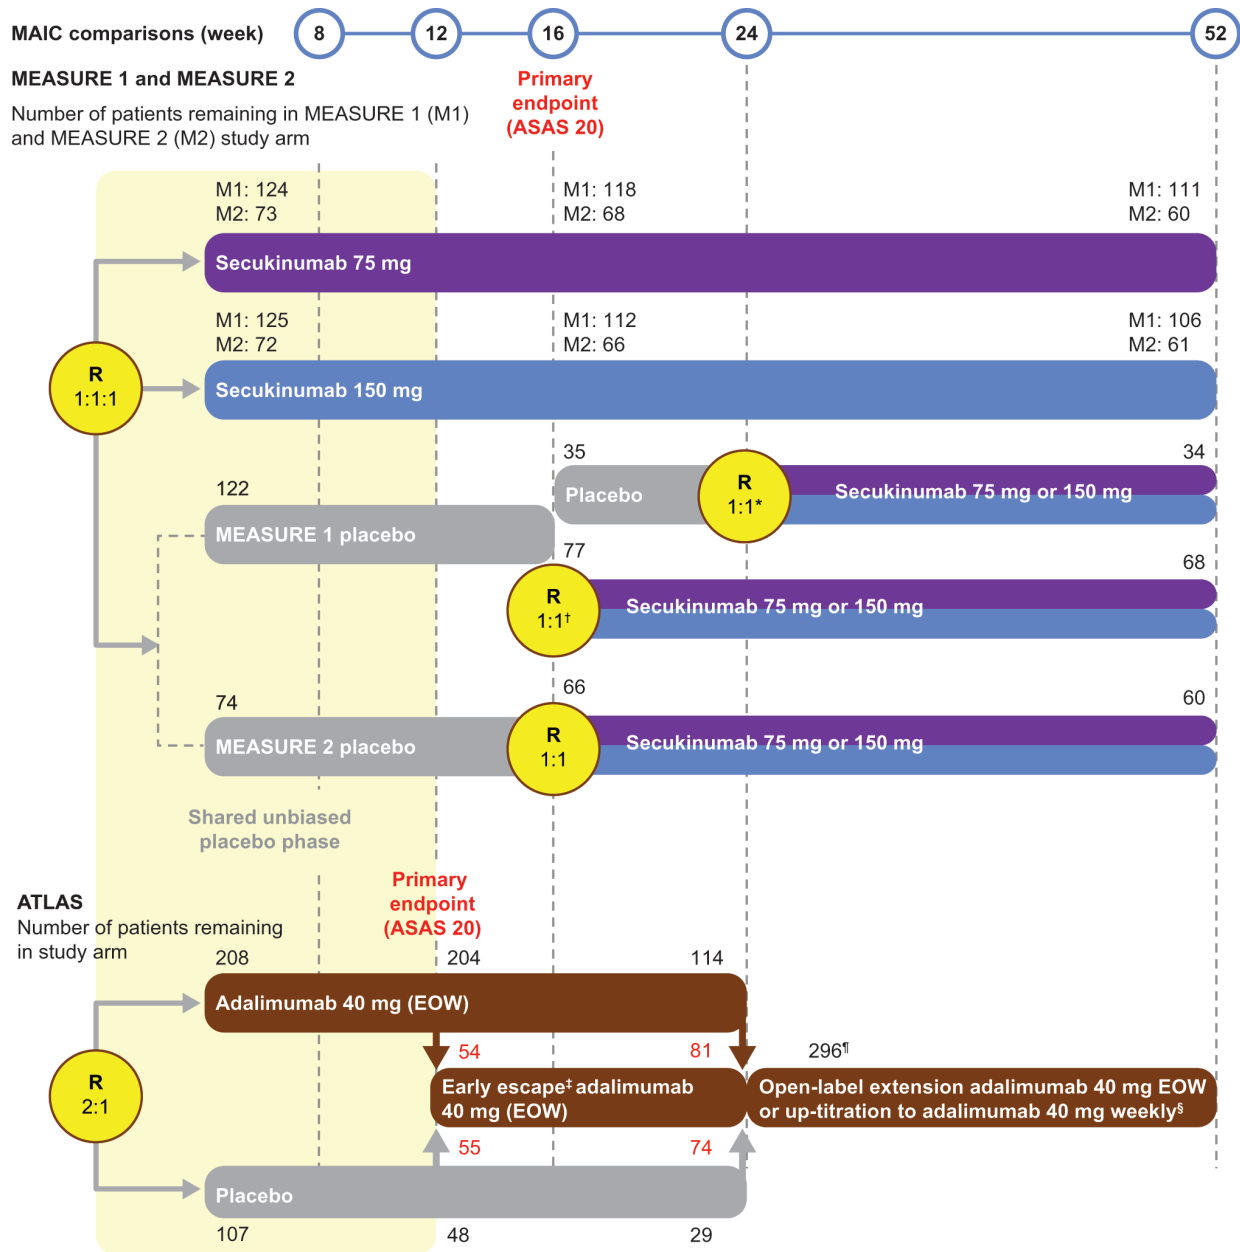 MAIC comparisons (week)
8
12
16
24
52
MEASURE 1 and MEASURE 2
Number of patients remaining in MEASURE 1 (M1)
and MEASURE 2 (M2) study arm
Primary
endpoint
(ASAS 20)
M1: 124
M2: 73
M1: 118
M2: 68
M1: 111
M2: 60
Secukinumab 75 mg
M1: 125
M2: 72
M1: 112
M2: 66
M1: 106
M2: 61
R
1:1:1
Secukinumab 150 mg
35
34
Placebo
R
1:1*
Secukinumab 75 mg or 150 mg
122
MEASURE 1 placebo
77
68
R
1:1†
Secukinumab 75 mg or 150 mg
74
66
60
MEASURE 2 placebo
R
1:1
Secukinumab 75 mg or 150 mg
Shared unbiased
placebo phase
Primary
endpoint
(ASAS 20)
ATLAS
Number of patients remaining
in study arm
208
204
114
Adalimumab 40 mg (EOW)
54
81
296¶
R
2:1
Early escape‡ adalimumab
40 mg (EOW)
Open-label extension adalimumab 40 mg EOW
or up-titration to adalimumab 40 mg weekly§
55
74
Placebo
107
48
29